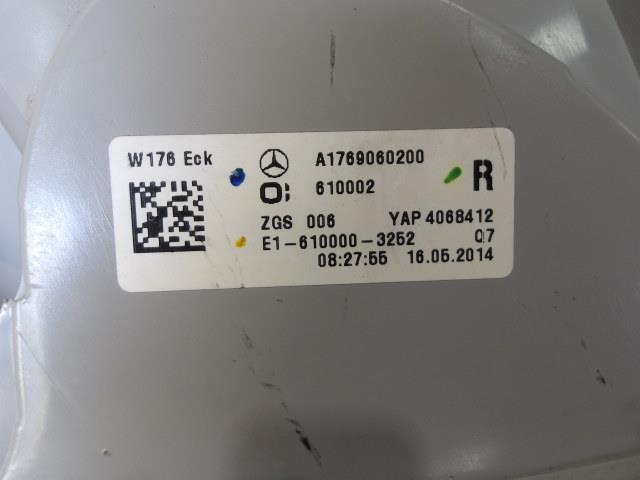 W176 Eck A1769060200
610002 R
ZGS 006 YAP 4068412
E1-610000-3252 Q7
08:27:55 16.05.2014